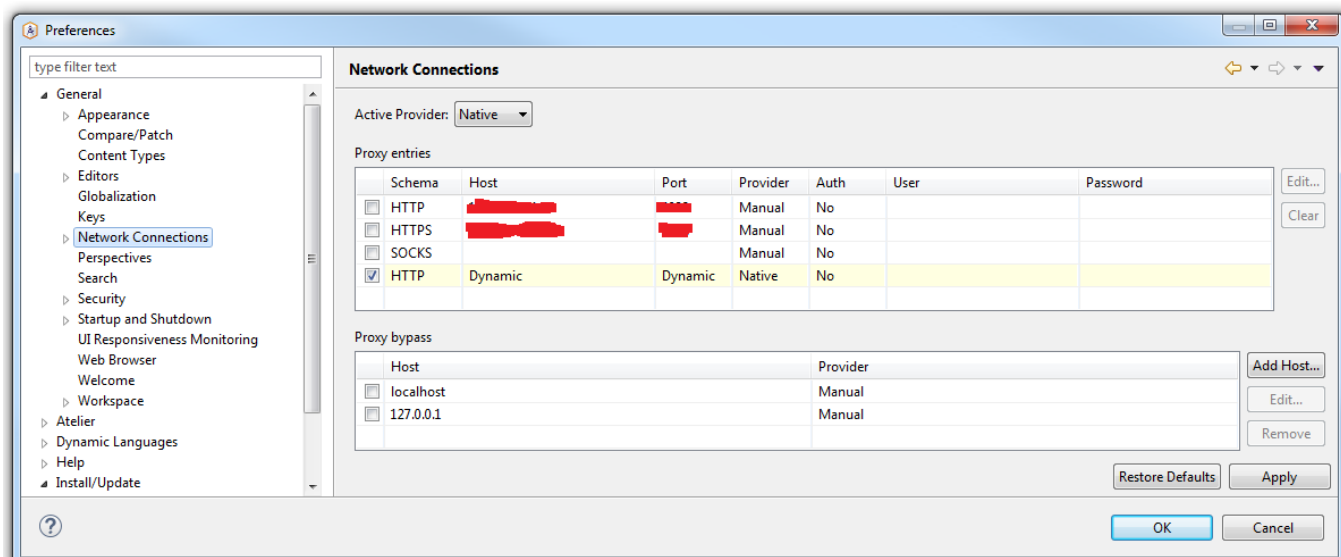 Preferences
type filter text
General
Appearance
Compare/Patch
Content Types
Editors
Globalization
Keys
Network Connections
Perspectives
Search
Security
Startup and Shutdown
UI Responsiveness Monitoring
Web Browser
Welcome
Workspace
Atelier
Dynamic Languages
Help
Install/Update
Network Connections
Active Provider: Native
Proxy entries
Schema Host Port Provider Auth User Password
HTTP Manual No
HTTPS Manual No
SOCKS Manual No
HTTP Dynamic Dynamic Native No
Edit...
Clear
Proxy bypass
Host Provider
localhost Manual
127.0.0.1 Manual
Add Host...
Edit...
Remove
Restore Defaults Apply
OK Cancel